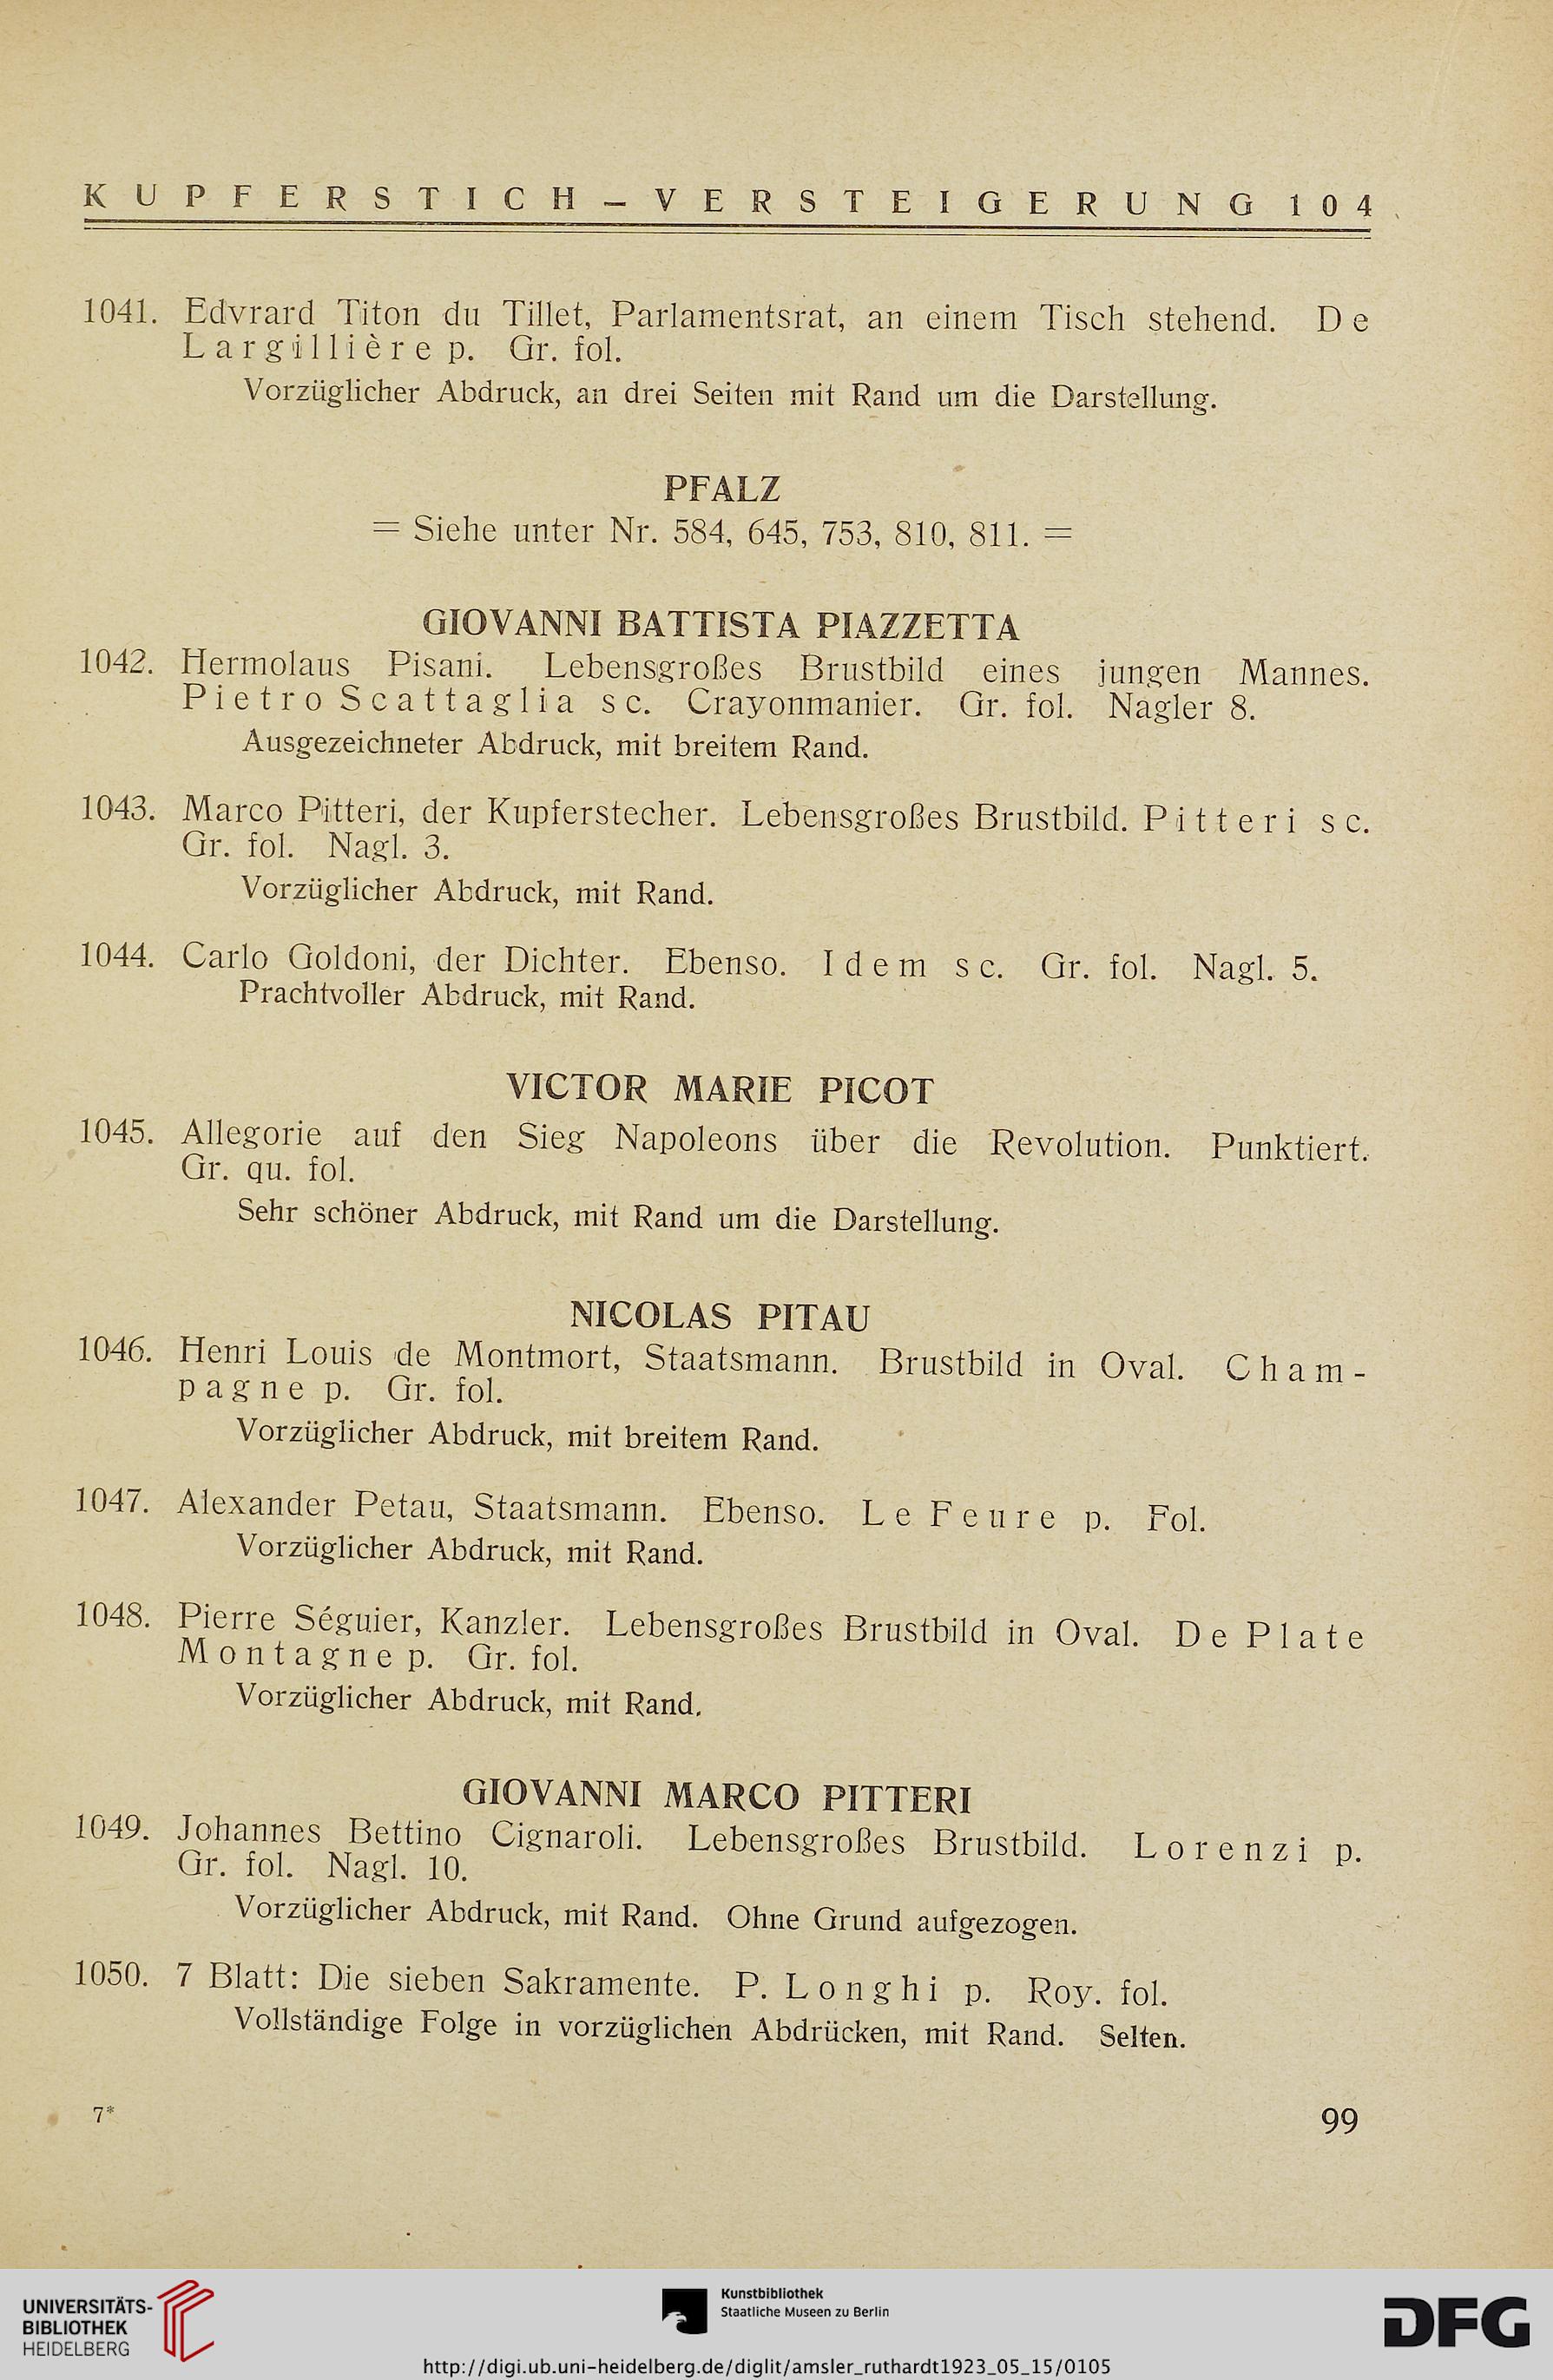 KUPFERSTICH – VERSTEIGERUNG 104
1041. Edvrard Titon du Tillet, Parlamentsrat, an einem Tisch stehend. De
Largillière p. Gr. fol.
Vorzüglicher Abdruck, an drei Seiten mit Rand um die Darstellung.
PFALZ
= Siehe unter Nr. 584, 645, 753, 810, 811. =
GIOVANNI BATTISTA PIAZZETTA
1042. Hermolaus Pisani. Lebensgroßes Brustbild eines jungen Mannes.
Pietro Scattaglia sc. Crayonmanier. Gr. fol. Nagler 8.
Ausgezeichneter Abdruck, mit breitem Rand.
1043. Marco Pitteri, der Kupferstecher. Lebensgroßes Brustbild. Pitteri sc.
Gr. fol. Nagl. 3.
Vorzüglicher Abdruck, mit Rand.
1044. Carlo Goldoni, der Dichter. Ebenso. Idem sc. Gr. fol. Nagl. 5.
Prachtvoller Abdruck, mit Rand.
VICTOR MARIE PICOT
1045. Allegorie auf den Sieg Napoleons über die Revolution. Punktiert.
Gr. qu. fol.
Sehr schöner Abdruck, mit Rand um die Darstellung.
NICOLAS PITAU
1046. Henri Louis de Montmort, Staatsmann. Brustbild in Oval. Cham-
pagne p. Gr. fol.
Vorzüglicher Abdruck, mit breitem Rand.
1047. Alexander Petau, Staatsmann. Ebenso. Le Feure p. Fol.
Vorzüglicher Abdruck, mit Rand.
1048. Pierre Séguier, Kanzler. Lebensgroßes Brustbild in Oval. De Plate
Montagne p. Gr. fol.
Vorzüglicher Abdruck, mit Rand.
GIOVANNI MARCO PITTERI
1049. Johannes Bettino Cignaroli. Lebensgroßes Brustbild. Lorenzi p.
Gr. fol. Nagl. 10.
Vorzüglicher Abdruck, mit Rand. Ohne Grund aufgezogen.
1050. 7 Blatt: Die sieben Sakramente. P. Longhi p. Roy. fol.
Vollständige Folge in vorzüglichen Abdrücken, mit Rand. Selten.
7*
99
UNIVERSITÄTS-
BIBLIOTHEK
HEIDELBERG
Kunstbibliothek
Staatliche Museen zu Berlin
DFG
http://digi.ub.uni-heidelberg.de/diglit/amsler_ruthardt1923_05_15/0105